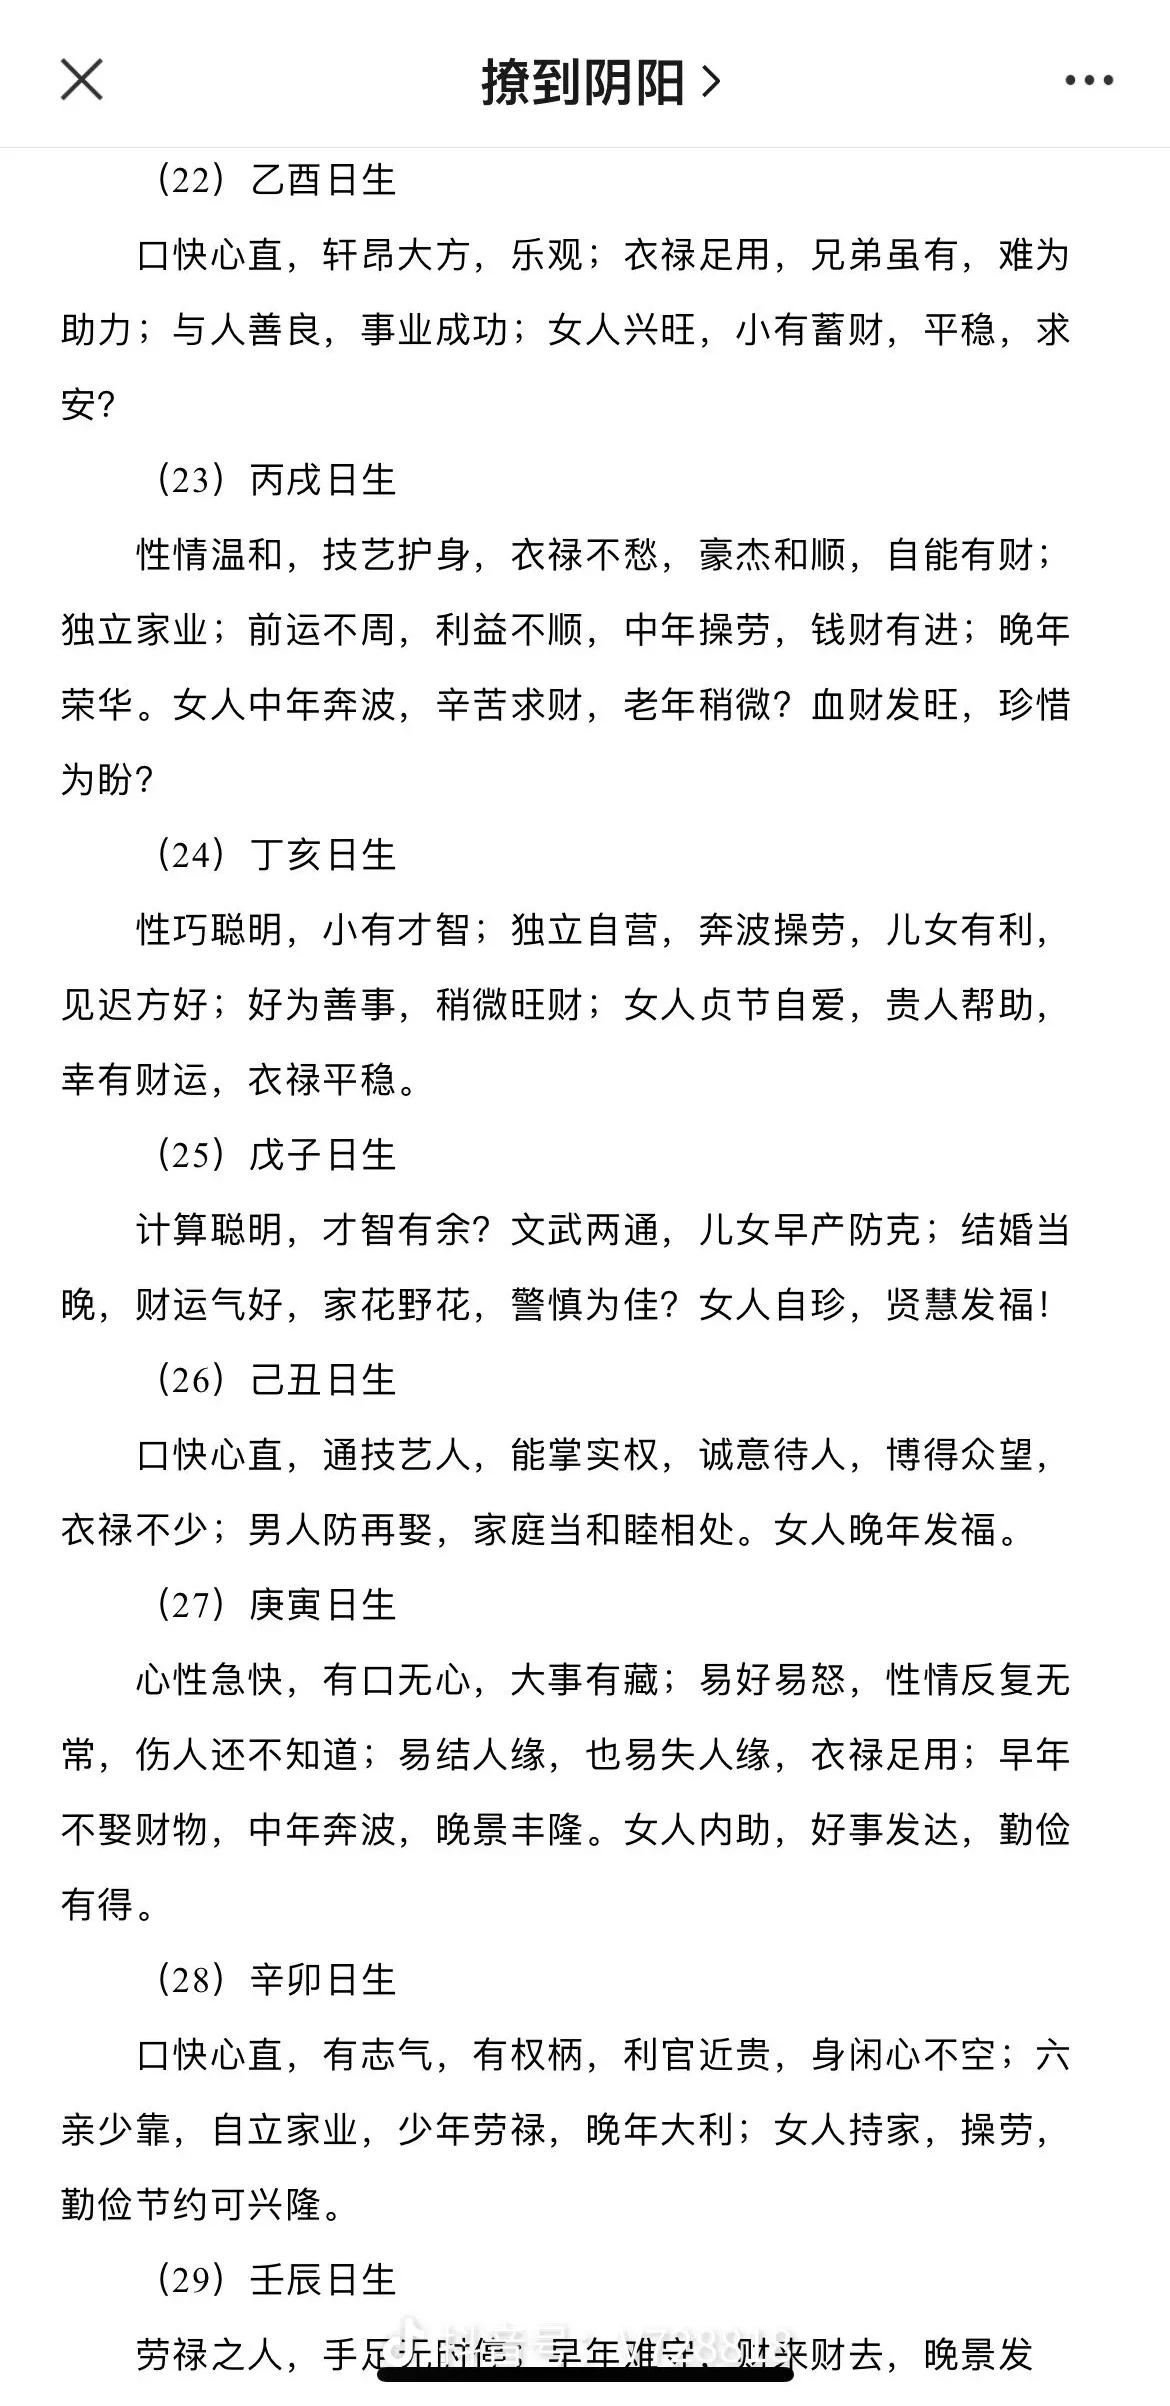 撩到阴阳
(22）乙酉日生
口快心直，轩昂大方，乐观；衣禄足用，兄弟虽有，难为
助力；与人善良，事业成功；女人兴旺，小有蓄财，平稳，求
安？
（23）丙戌日生
性情温和，技艺护身，衣禄不愁，豪杰和顺，自能有财；
独立家业；前运不周，利益不顺，中年操劳，钱财有进；晚年
荣华。女人中年奔波，辛苦求财，老年稍微？血财发旺，珍惜
为盼？
（24）丁亥日生
性巧聪明，小有才智；独立自营，奔波操劳，儿女有利，
见迟方好；好为善事，稍微旺财；女人贞节自爱，贵人帮助，
幸有财运，衣禄平稳。
（25）戊子日生
计算聪明，才智有余？文武两通，儿女早产防克；结婚当
晚，财运气好，家花野花，警慎为佳？女人自珍，贤慧发福！
（26）己丑日生
口快心直，通技艺人，能掌实权，诚意待人，博得众望，
衣禄不少；男人防再娶，家庭当和睦相处。女人晚年发福。
（27）庚寅日生
心性急快，有口无心，大事有藏；易好易怒，性情反复无
常，伤人还不知道；易结人缘，也易失人缘，衣禄足用；早年
不娶财物，中年奔波，晚景丰隆。女人内助，好事发达，勤俭
有得。
（28）辛卯日生
口快心直，有志气，有权柄，利官近贵，身闲心不空；六
亲少靠，自立家业，少年劳禄，晚年大利；女人持家，操劳，
勤俭节约可兴隆。
（29）壬辰日生
劳禄之人，手足无时停；早年难守，财来财去，晚景发